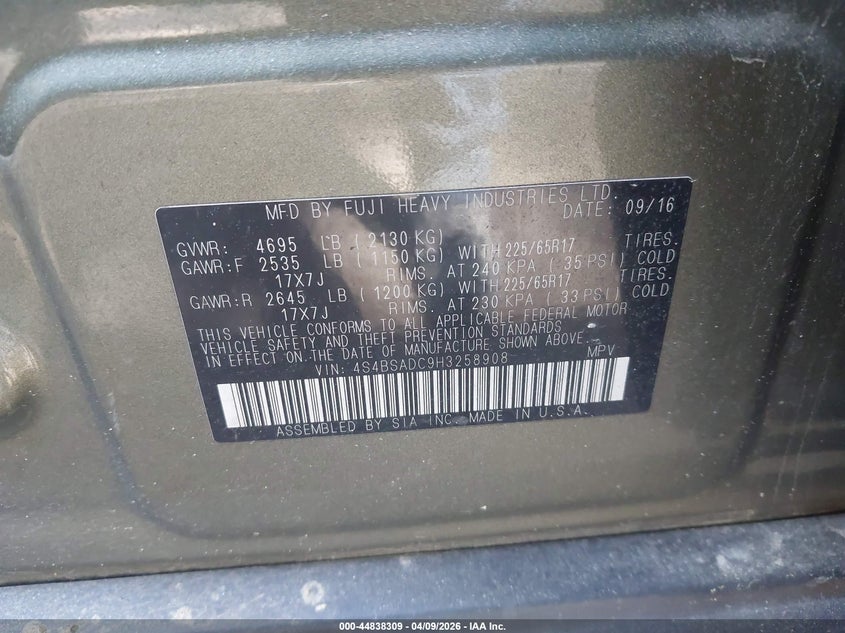 MFD BY FUJI HEAVY INDUSTRIES LTD.
DATE: 09/16
GVWR: 4695 LB (2130 KG)
GAWR:F 2535 LB (1150 KG) WITH 225/65R17 TIRES.
17X7J RIMS. AT 240 KPA (35 PSI) COLD
GAWR:R 2645 LB (1200 KG) WITH 225/65R17 TIRES.
17X7J RIMS. AT 230 KPA (33 PSI) COLD
THIS VEHICLE CONFORMS TO ALL APPLICABLE FEDERAL MOTOR
VEHICLE SAFETY AND THEFT PREVENTION STANDARDS
IN EFFECT ON THE DATE OF MANUFACTURE SHOWN ABOVE.
VIN: 4S4BSADC9H3258908 MPV
ASSEMBLED BY SIA INC. MADE IN U.S.A.
000-44838309 - 04/09/2026 - IAA Inc.